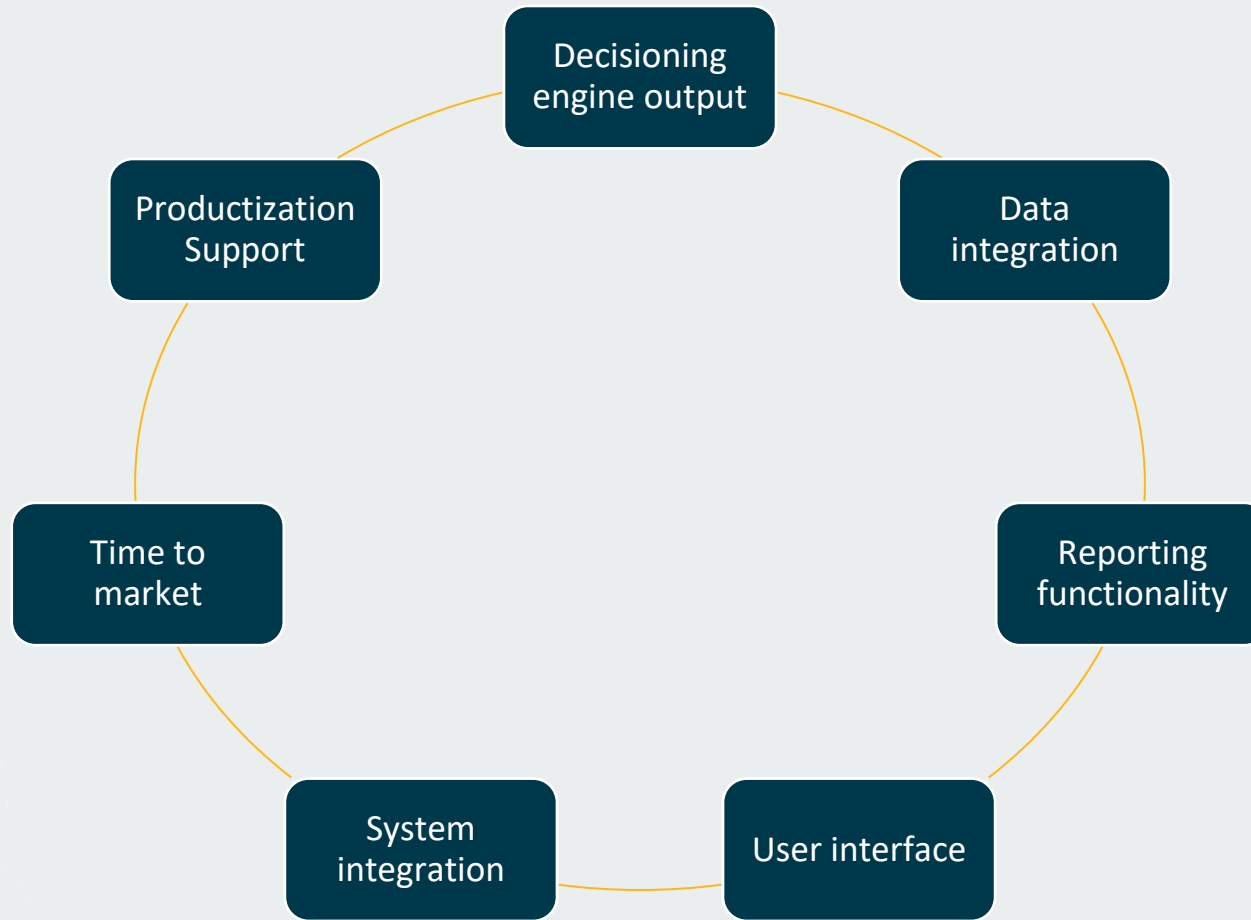 Decisioning
engine output
Data
integration
Reporting
functionality
User interface
System
integration
Time to
market
Productization
Support